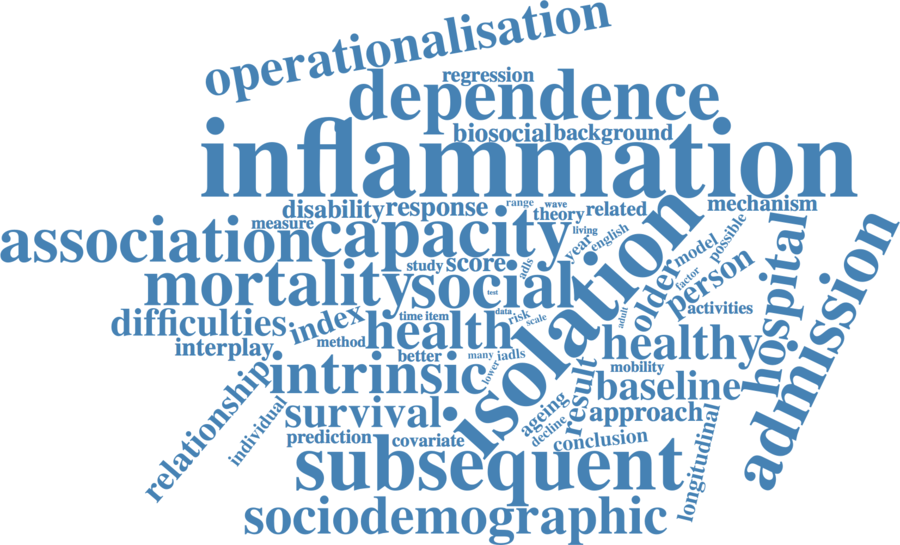 operationalisation
regression
dependence
biosocial background
inflammation
mechanism
disability response
range
wave
theory related
measure
association capacity
living
year english
possible
model
hospital
admission
study score
adls
isolation
older
factor
person
mortality social
test
data
activities
difficulties index
time item
risk
scale
adult
method health
healthy
interplay
better
many iadls
lower
mobility
relationship
intrinsic
result
baseline
individual
survival•
ageing
approach
decline
prediction covariate
conclusion
longitudinal
subsequent
sociodemographic